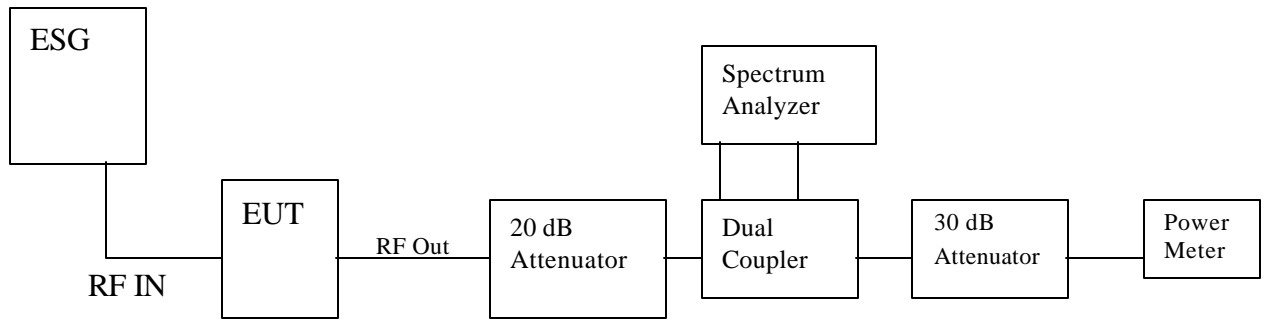 ESG
Spectrum
Analyzer
EUT
RF IN
RF Out
20 dB
Attenuator
Dual
Coupler
30 dB
Attenuator
Power
Meter